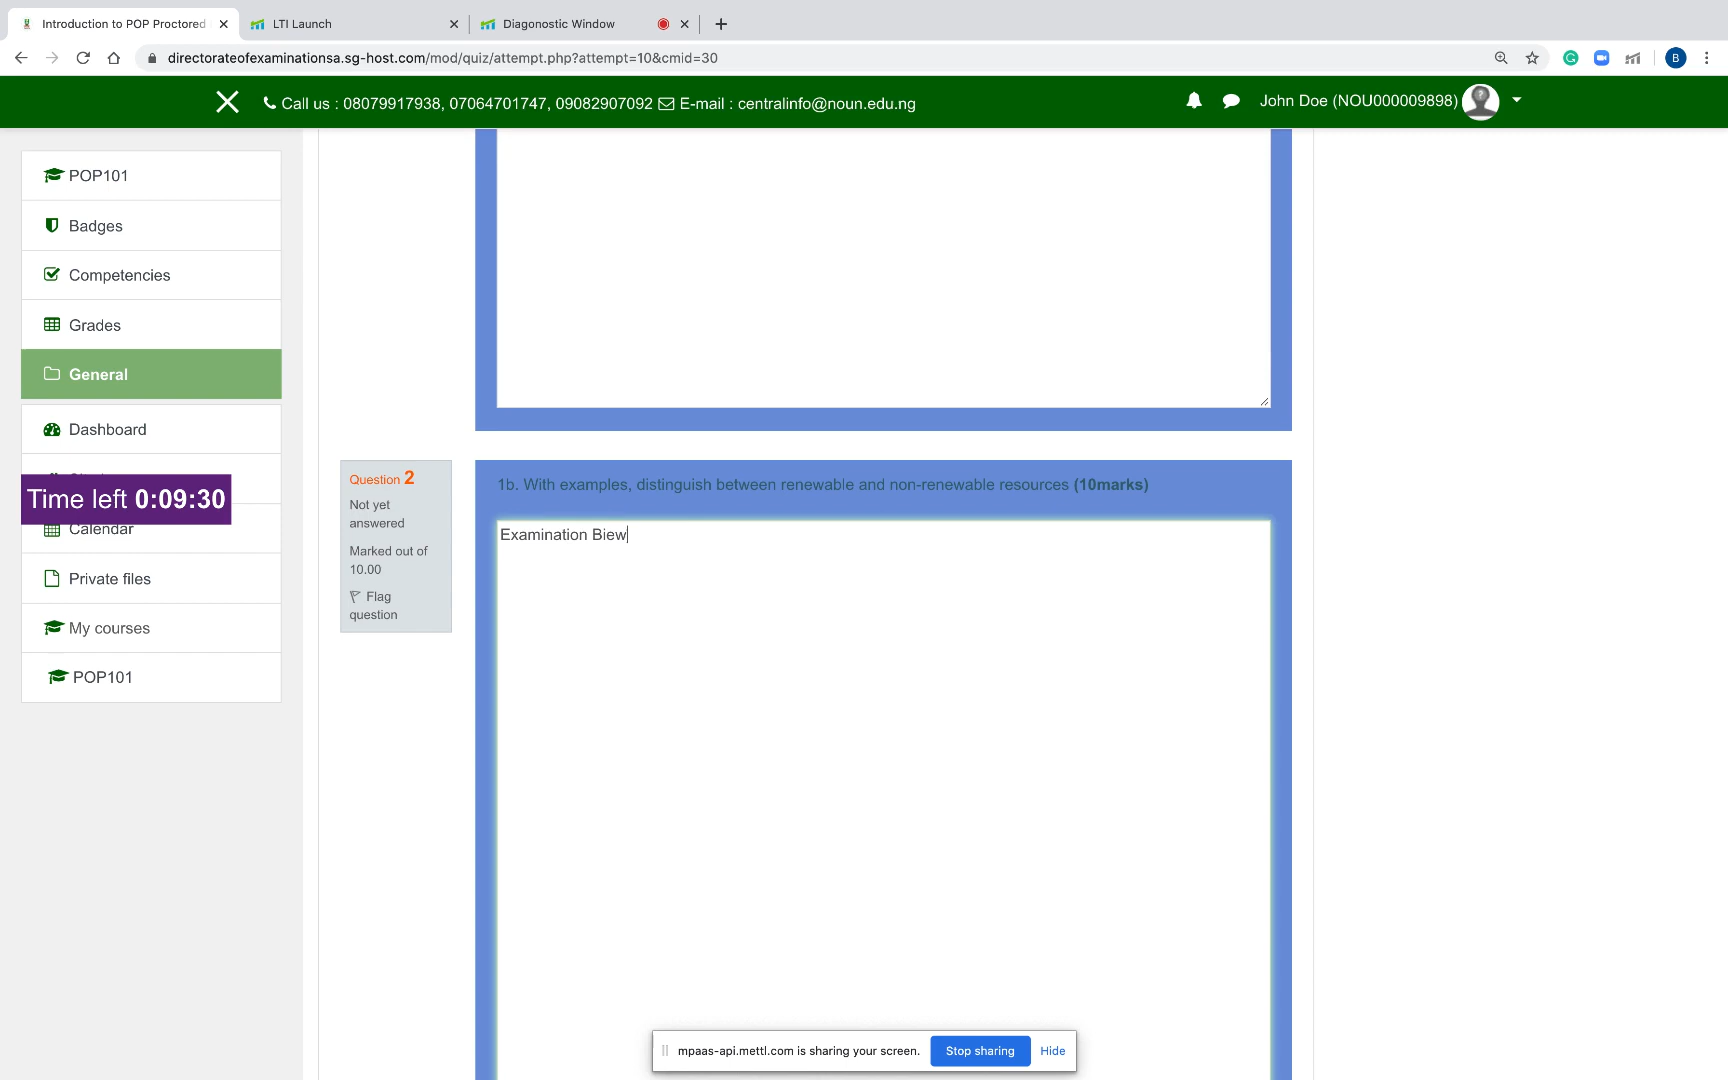 Introduction to POP Proctored
LTI Launch
Diagonostic Window
directorateofexaminationsa.sg-host.com/mod/quiz/attempt.php?attempt=10&cmid=30
B
Call us : 08079917938, 07064701747, 09082907092 E-mail : centralinfo@noun.edu.ng
John Doe (NOU000009898)
POP101
Badges
Competencies
Grades
General
Dashboard
Time left 0:09:30
Calendar
Private files
My courses
POP101
Question 2
Not yet
answered
Marked out of
10.00
Flag
question
1b. With examples, distinguish between renewable and non-renewable resources (10marks)
Examination Biew
mpaas-api.mettl.com is sharing your screen.
Stop sharing
Hide